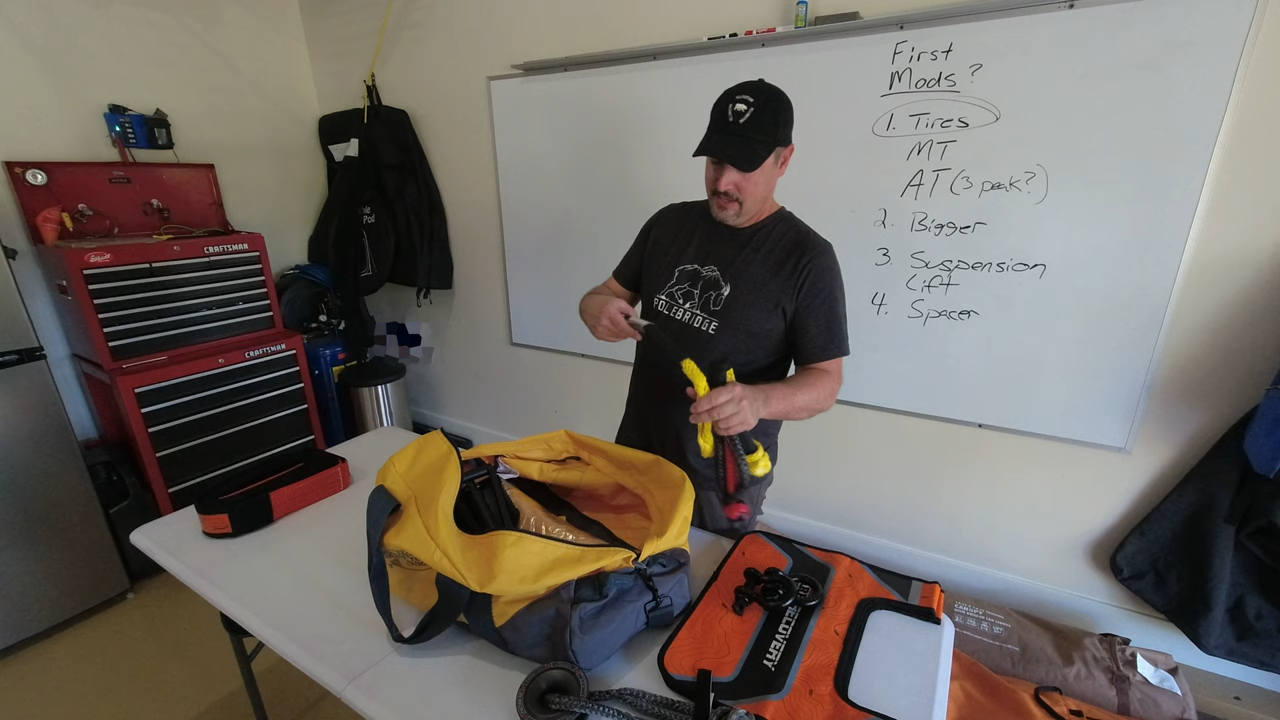 First
Mods?
1. Tires
MT
AT (3 peak?)
2. Bigger
3. Suspension
Lift
4. Spacer
CRAFTSMAN
CRAFTSMAN
Pod
POLEBRIDGE
RECOVERY